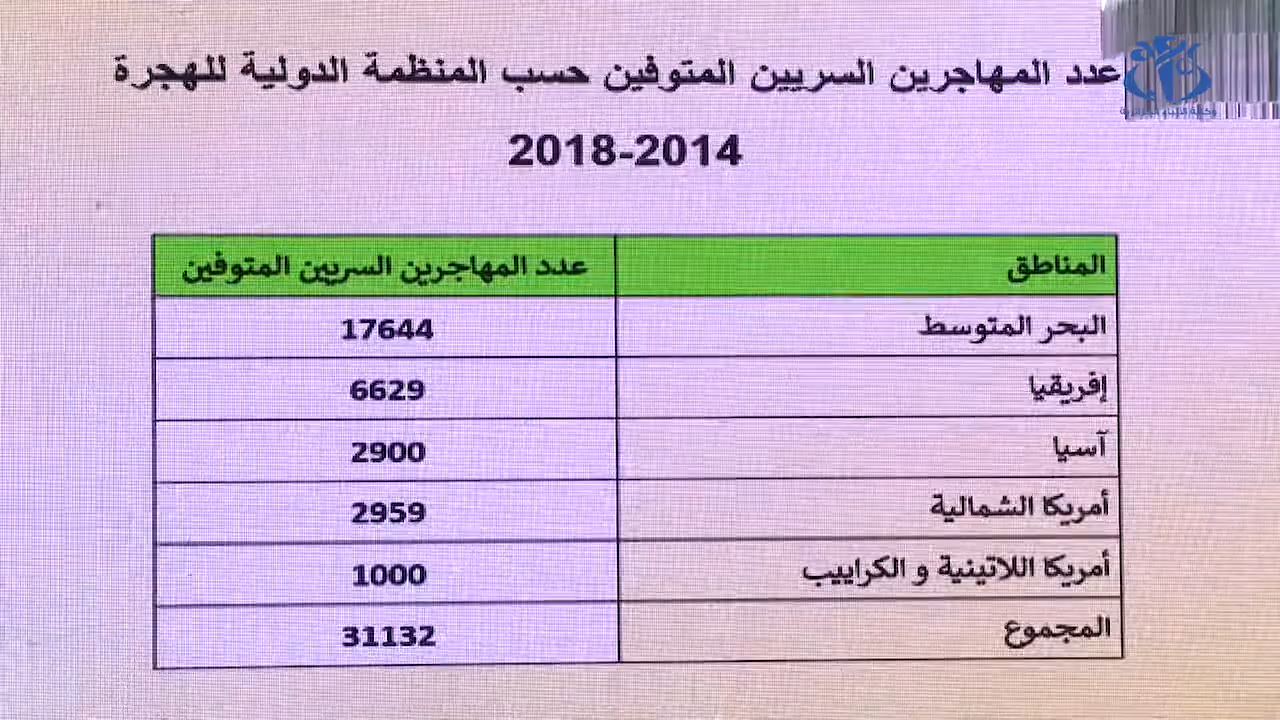 عدد المهاجرين السريين المتوفين حسب المنظمة الدولية للهجرة
2018-2014
المناطق عدد المهاجرين السريين المتوفين
البحر المتوسط 17644
إفريقيا 6629
آسيا 2900
أمريكا الشمالية 2959
أمريكا اللاتينية و الكراييب 1000
المجموع 31132